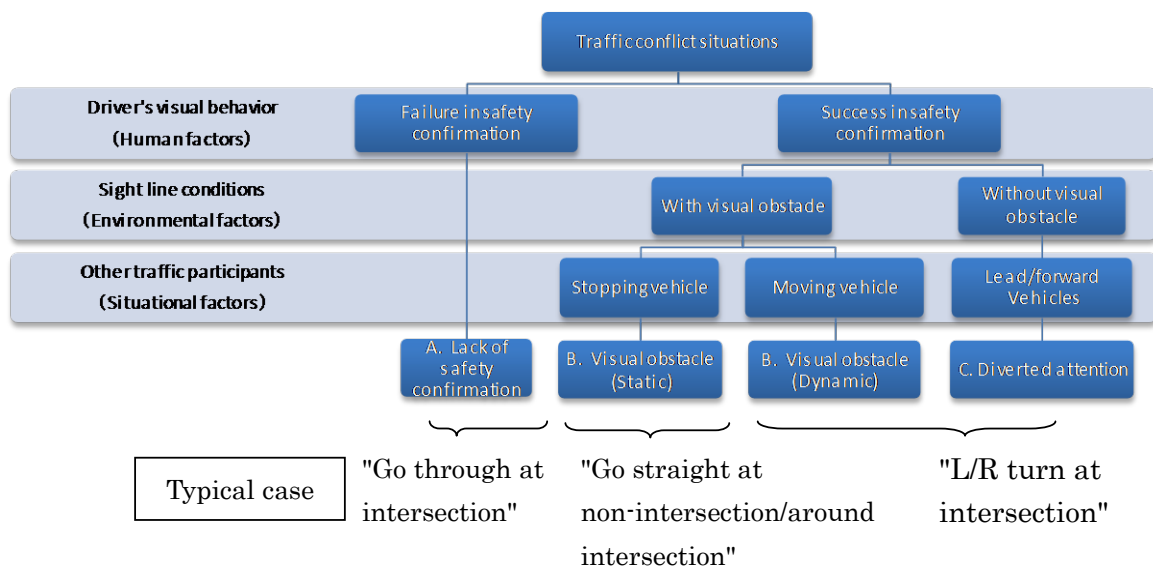 Traffic conflict situations
Driver's visual behavior
(Human factors)
Failure in safety
confirmation
Success in safety
confirmation
Sight line conditions
(Environmental factors)
With visual obstade
Without visual
obstacle
Other traffic participants
(Situational factors)
Stopping vehicle
Moving vehicle
Lead/forward
Vehicles
A. Lack of
safety
confirmation
B. Visual obstacle
(Static)
B. Visual obstacle
(Dynamic)
C. Diverted attention
Typical case
"Go through at
intersection"
"Go straight at
non-intersection/around
intersection"
"L/R turn at
intersection"